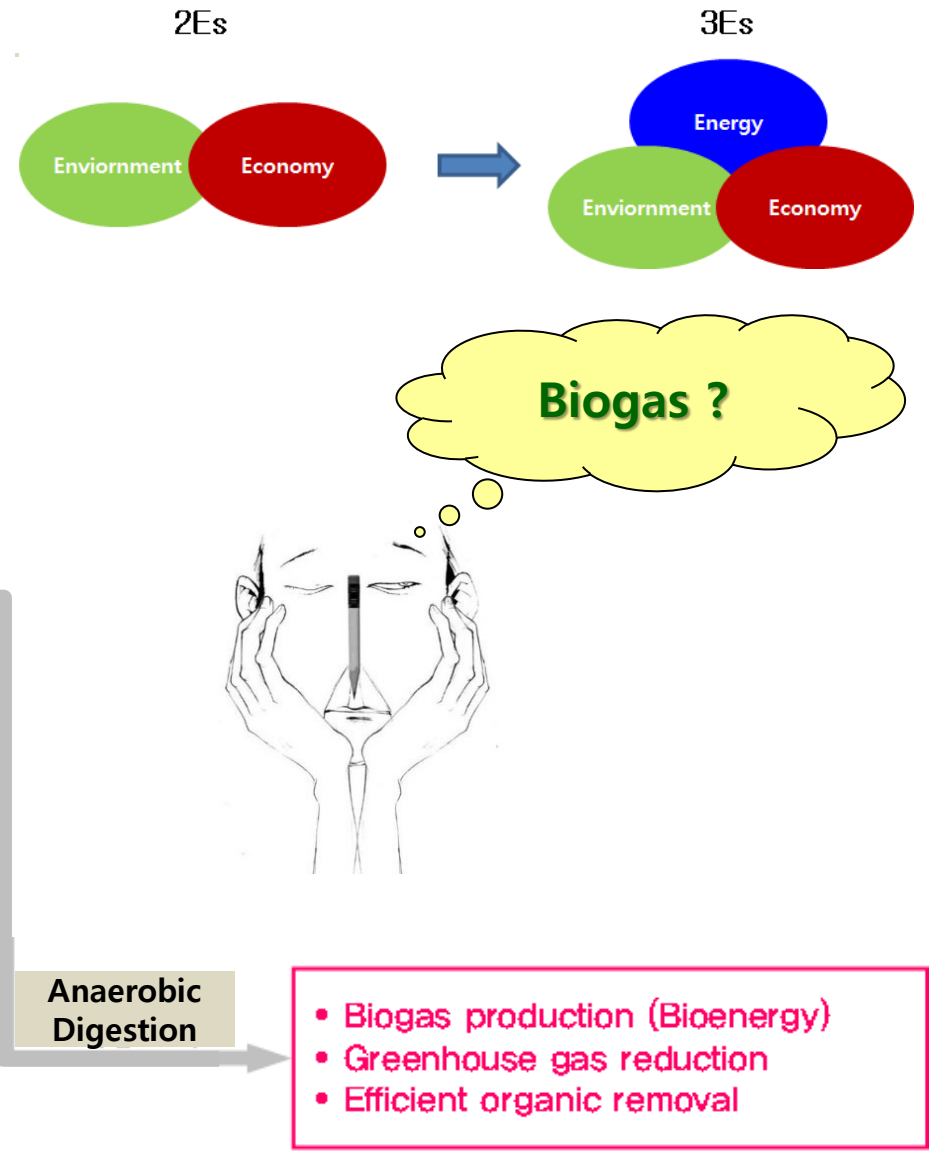 2Es
3Es
Energy
Enviornment
Economy
Enviornment
Economy
Biogas ?
Anaerobic
Digestion
• Biogas production (Bioenergy)
• Greenhouse gas reduction
• Efficient organic removal